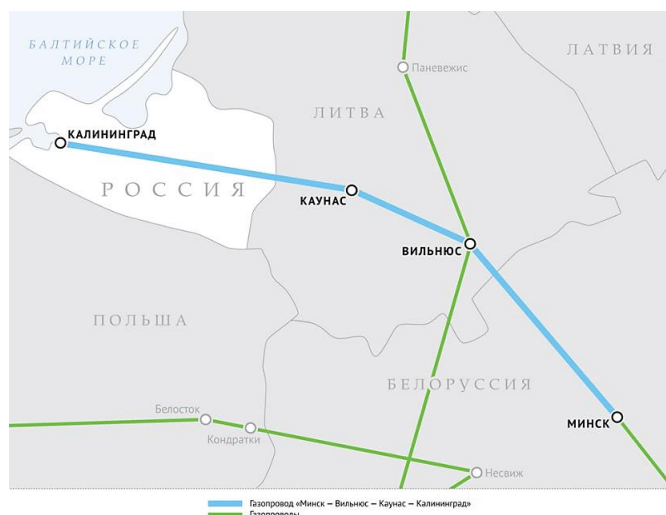 БАЛТИЙСКОЕ
МОРЕ
ЛАТВИЯ
Паневежис
ЛИТВА
КАЛИНИНГРАД
РОССИЯ
КАУНАС
ВИЛЬНЮС
ПОЛЬША
БЕЛОРУССИЯ
Белосток
Кондратки
МИНСК
Несвиж
Газопровод «Минск – Вильнюс – Каунас – Калининград»
Газопроводы